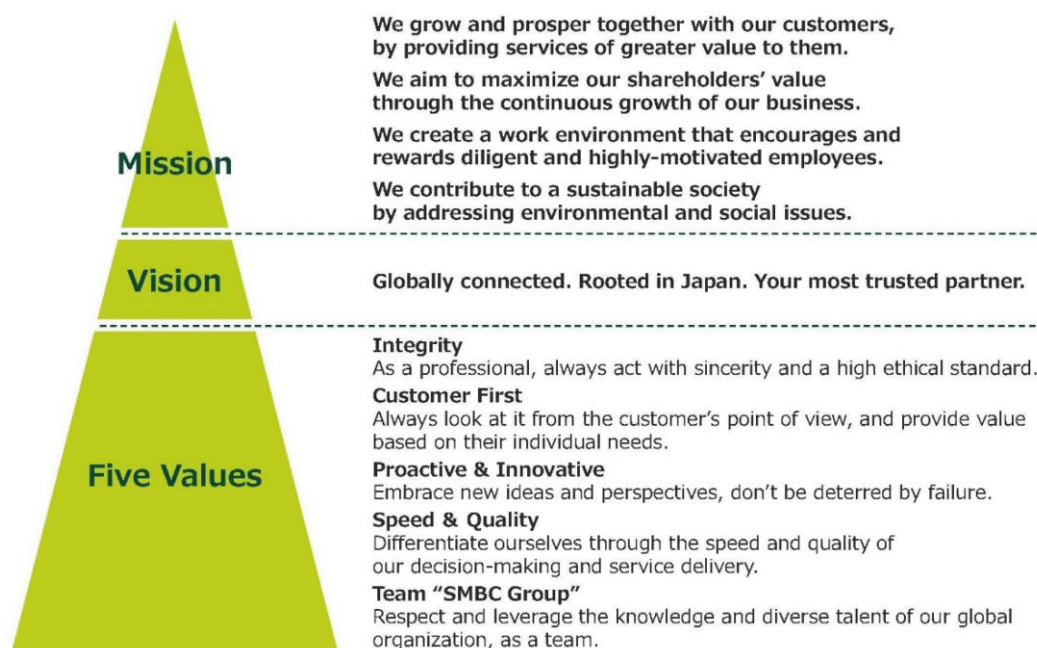 We grow and prosper together with our customers,
by providing services of greater value to them.
We aim to maximize our shareholders’ value
through the continuous growth of our business.
We create a work environment that encourages and
rewards diligent and highly-motivated employees.
We contribute to a sustainable society
by addressing environmental and social issues.
Mission
Vision
Globally connected. Rooted in Japan. Your most trusted partner.
Five Values
Integrity
As a professional, always act with sincerity and a high ethical standard.
Customer First
Always look at it from the customer’s point of view, and provide value
based on their individual needs.
Proactive & Innovative
Embrace new ideas and perspectives, don’t be deterred by failure.
Speed & Quality
Differentiate ourselves through the speed and quality of
our decision-making and service delivery.
Team “SMBC Group”
Respect and leverage the knowledge and diverse talent of our global
organization, as a team.